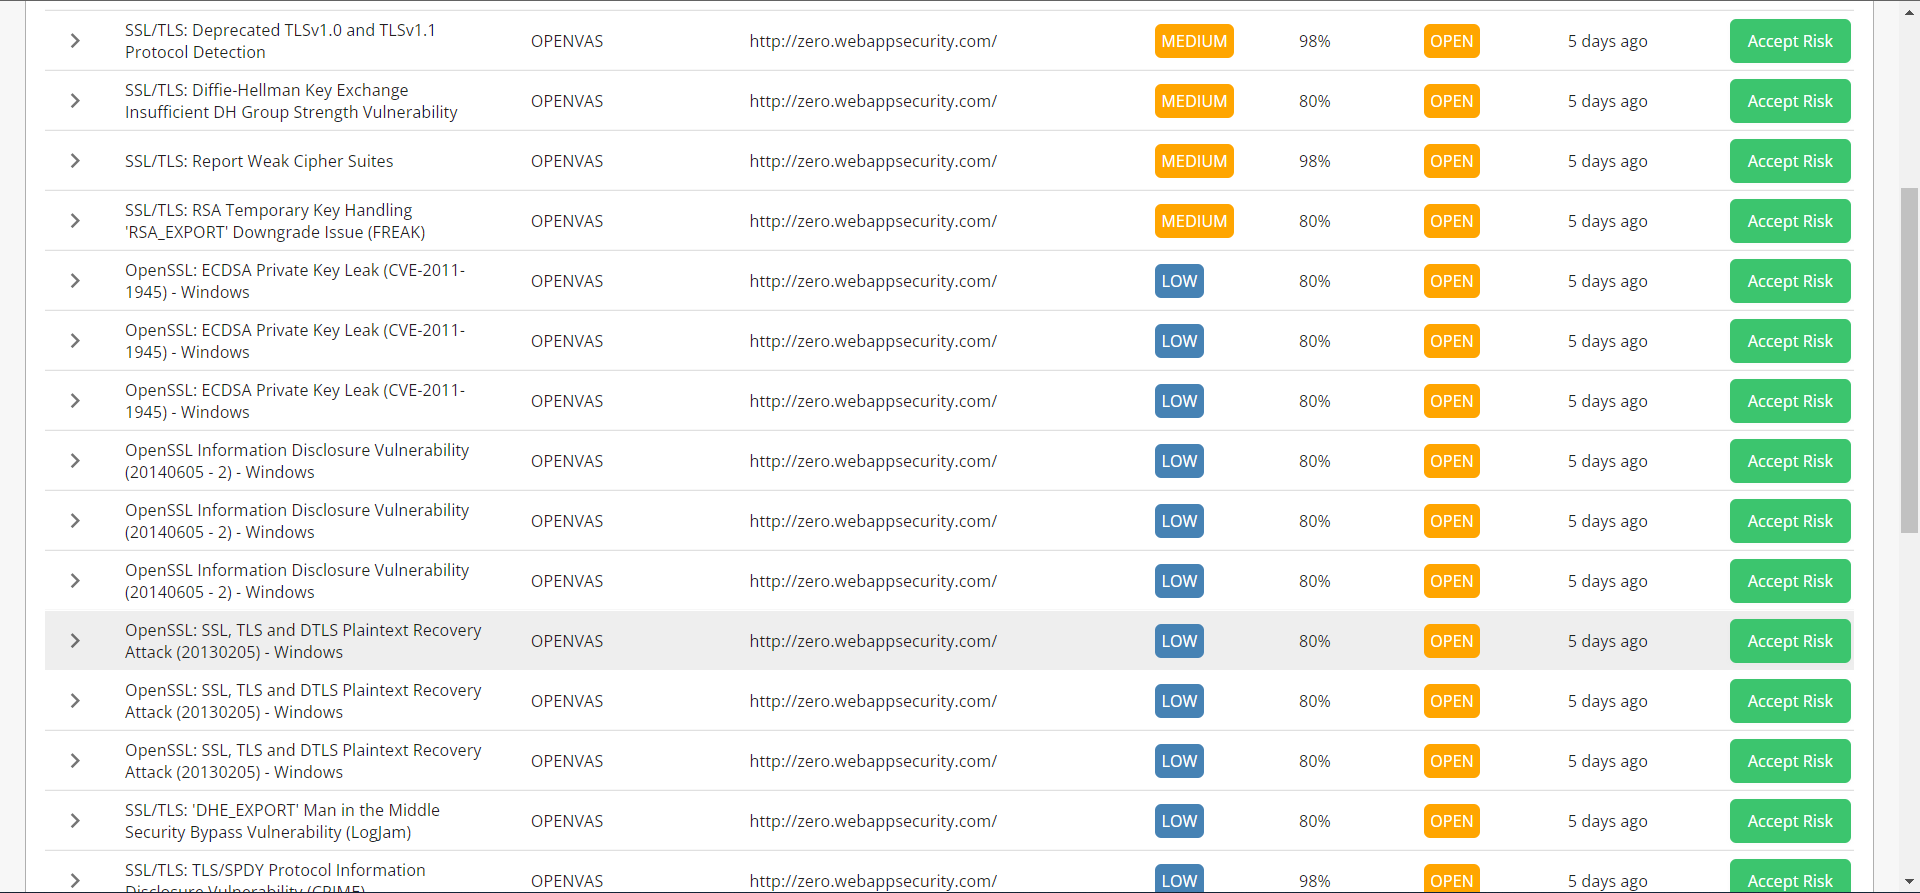 SSL/TLS: Deprecated TLSv1.0 and TLSv1.1
Protocol Detection
OPENVAS http://zero.webappsecurity.com/ MEDIUM 98% OPEN 5 days ago Accept Risk
SSL/TLS: Diffie-Hellman Key Exchange
Insufficient DH Group Strength Vulnerability
OPENVAS http://zero.webappsecurity.com/ MEDIUM 80% OPEN 5 days ago Accept Risk
SSL/TLS: Report Weak Cipher Suites OPENVAS http://zero.webappsecurity.com/ MEDIUM 98% OPEN 5 days ago Accept Risk
SSL/TLS: RSA Temporary Key Handling
'RSA_EXPORT' Downgrade Issue (FREAK)
OPENVAS http://zero.webappsecurity.com/ MEDIUM 80% OPEN 5 days ago Accept Risk
OpenSSL: ECDSA Private Key Leak (CVE-2011-
1945) - Windows
OPENVAS http://zero.webappsecurity.com/ LOW 80% OPEN 5 days ago Accept Risk
OpenSSL: ECDSA Private Key Leak (CVE-2011-
1945) - Windows
OPENVAS http://zero.webappsecurity.com/ LOW 80% OPEN 5 days ago Accept Risk
OpenSSL: ECDSA Private Key Leak (CVE-2011-
1945) - Windows
OPENVAS http://zero.webappsecurity.com/ LOW 80% OPEN 5 days ago Accept Risk
OpenSSL Information Disclosure Vulnerability
(20140605 - 2) - Windows
OPENVAS http://zero.webappsecurity.com/ LOW 80% OPEN 5 days ago Accept Risk
OpenSSL Information Disclosure Vulnerability
(20140605 - 2) - Windows
OPENVAS http://zero.webappsecurity.com/ LOW 80% OPEN 5 days ago Accept Risk
OpenSSL Information Disclosure Vulnerability
(20140605 - 2) - Windows
OPENVAS http://zero.webappsecurity.com/ LOW 80% OPEN 5 days ago Accept Risk
OpenSSL: SSL, TLS and DTLS Plaintext Recovery
Attack (20130205) - Windows
OPENVAS http://zero.webappsecurity.com/ LOW 80% OPEN 5 days ago Accept Risk
OpenSSL: SSL, TLS and DTLS Plaintext Recovery
Attack (20130205) - Windows
OPENVAS http://zero.webappsecurity.com/ LOW 80% OPEN 5 days ago Accept Risk
OpenSSL: SSL, TLS and DTLS Plaintext Recovery
Attack (20130205) - Windows
OPENVAS http://zero.webappsecurity.com/ LOW 80% OPEN 5 days ago Accept Risk
SSL/TLS: 'DHE_EXPORT' Man in the Middle
Security Bypass Vulnerability (LogJam)
OPENVAS http://zero.webappsecurity.com/ LOW 80% OPEN 5 days ago Accept Risk
SSL/TLS: TLS/SPDY Protocol Information
Disclosure Vulnerability (CRIME)
OPENVAS http://zero.webappsecurity.com/ LOW 98% OPEN 5 days ago Accept Risk